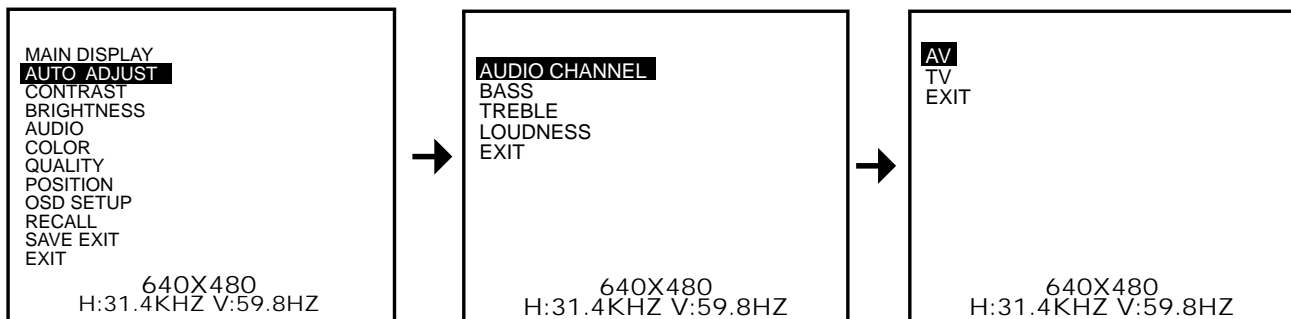 MAIN DISPLAY
AUTO ADJUST
CONTRAST
BRIGHTNESS
AUDIO
COLOR
QUALITY
POSITION
OSD SETUP
RECALL
SAVE EXIT
EXIT
640X480
H:31.4KHZ V:59.8HZ
AUDIO CHANNEL
BASS
TREBLE
LOUDNESS
EXIT
640X480
H:31.4KHZ V:59.8HZ
AV
TV
EXIT
640X480
H:31.4KHZ V:59.8HZ